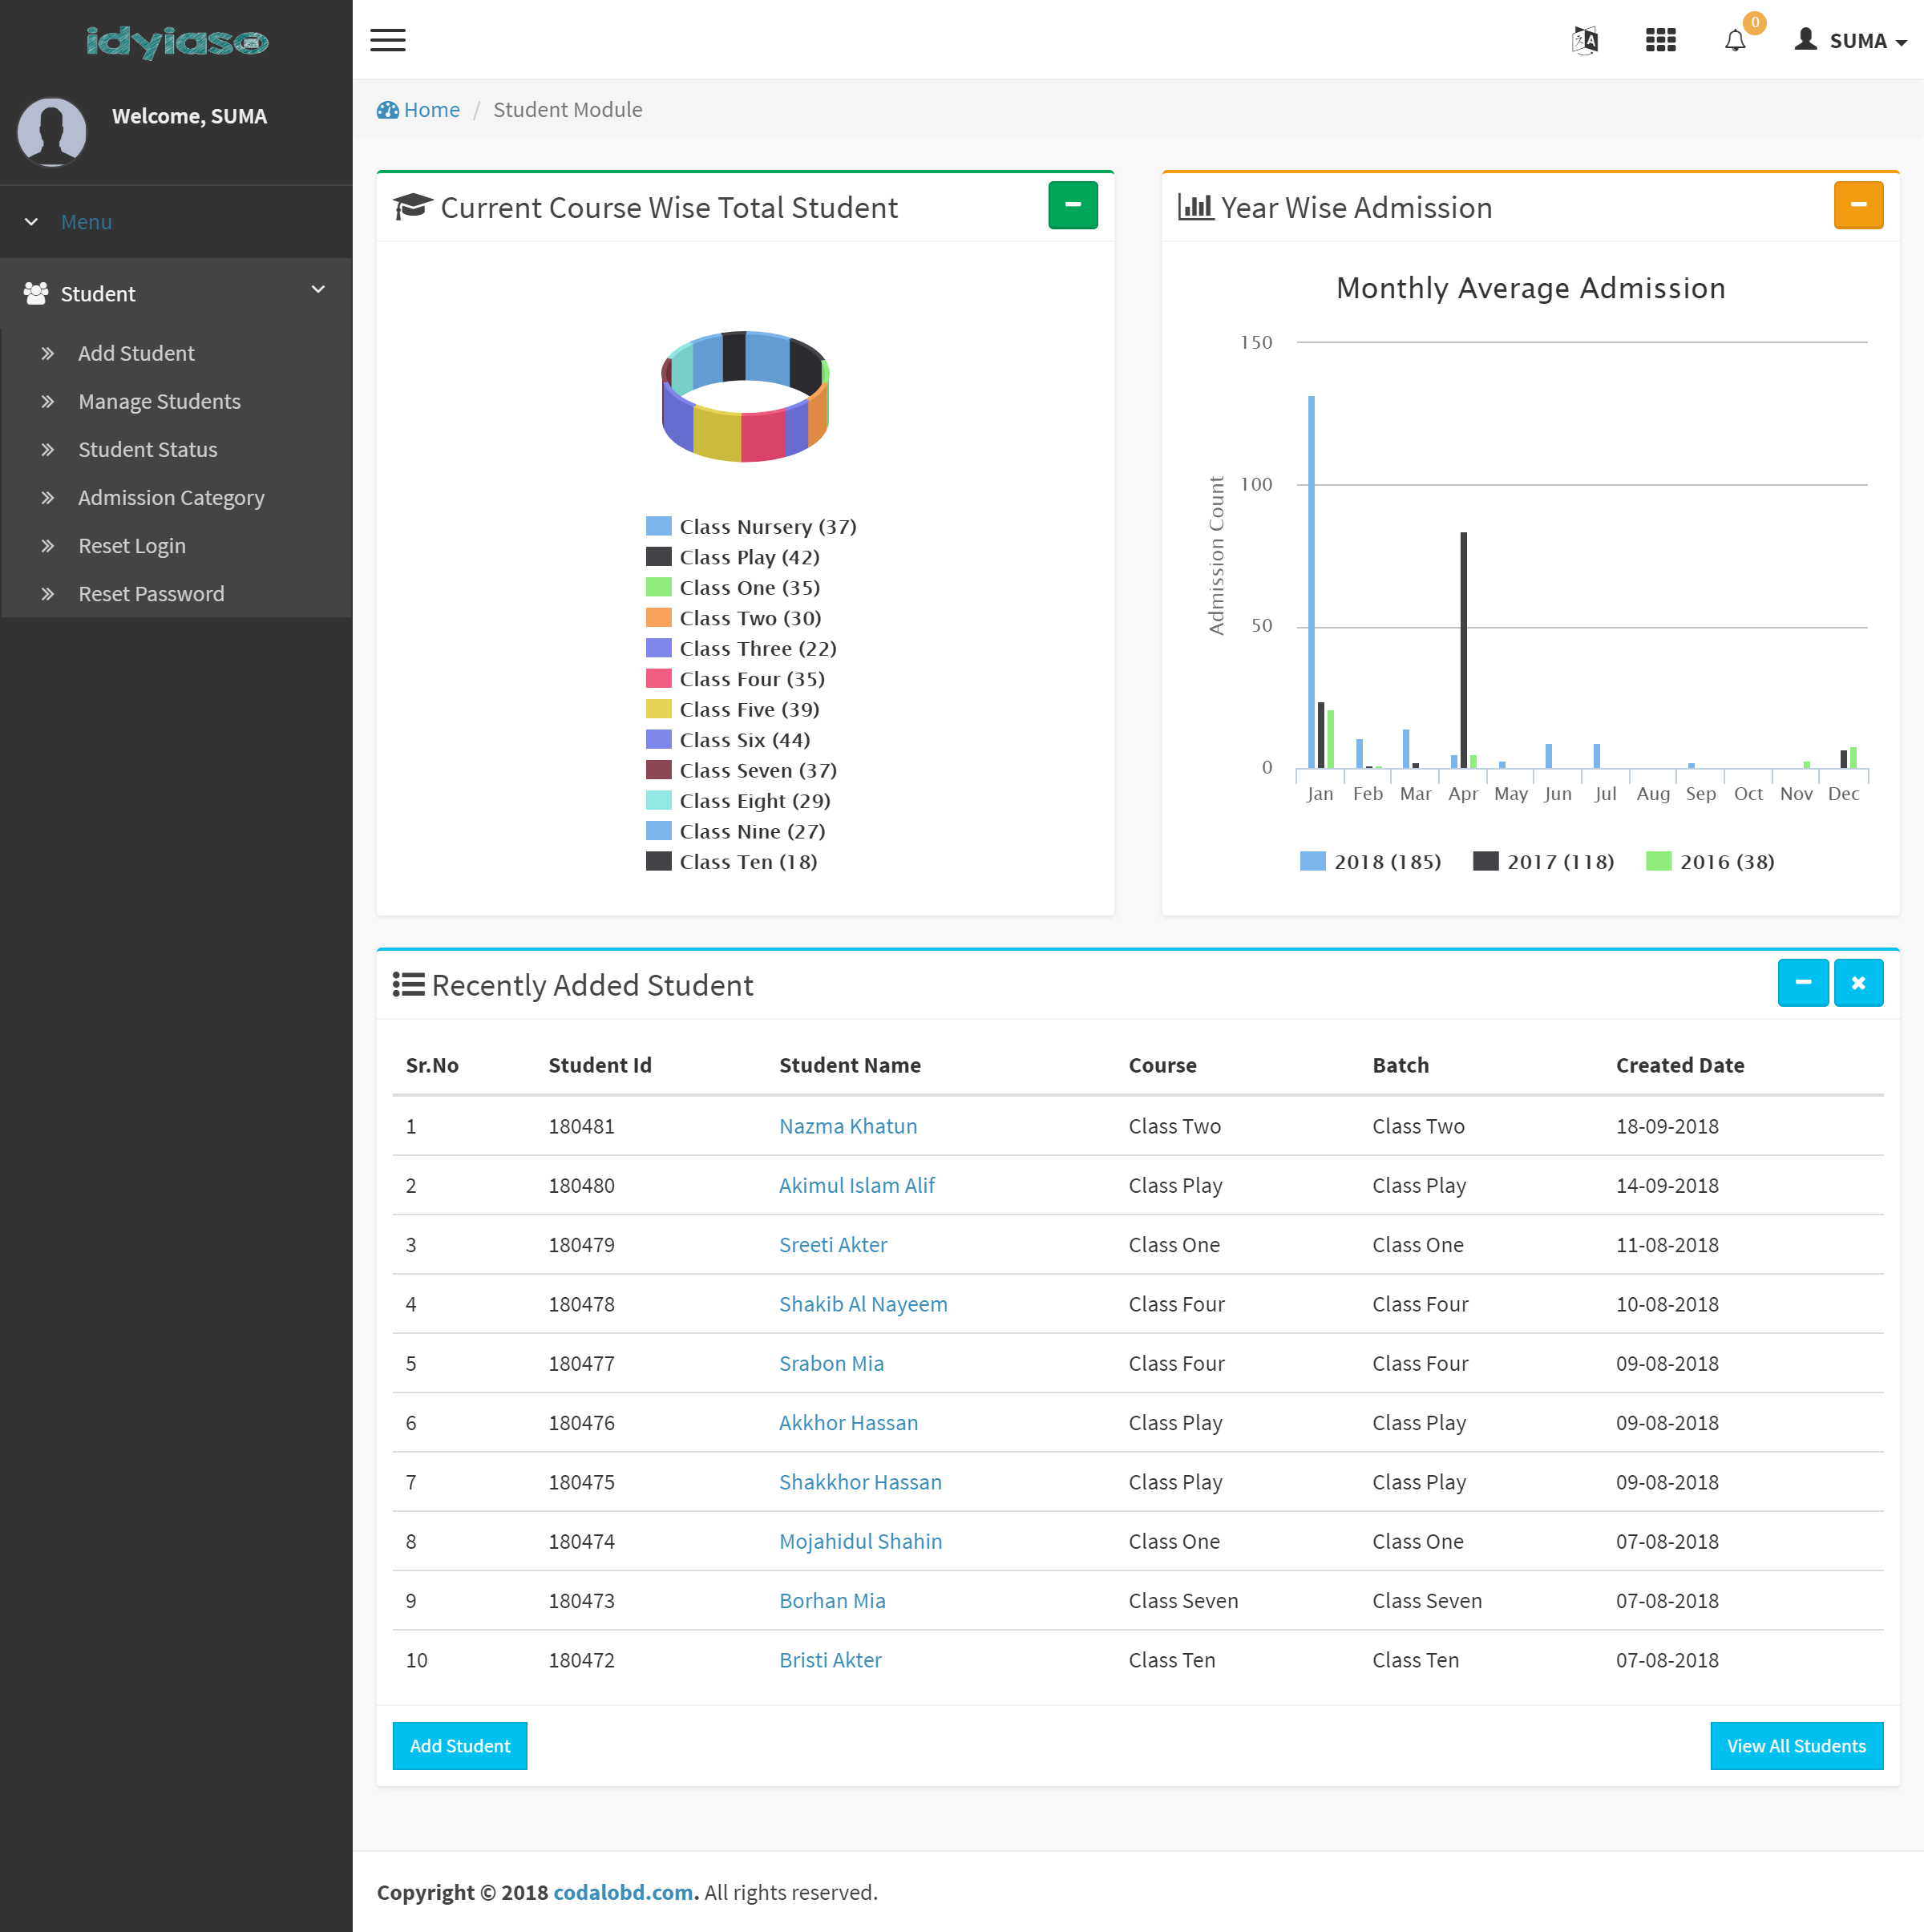 idyiaso
0
SUMA
Welcome, SUMA
Home / Student Module
Menu
Student
Add Student
Manage Students
Student Status
Admission Category
Reset Login
Reset Password
Current Course Wise Total Student
Class Nursery (37)
Class Play (42)
Class One (35)
Class Two (30)
Class Three (22)
Class Four (35)
Class Five (39)
Class Six (44)
Class Seven (37)
Class Eight (29)
Class Nine (27)
Class Ten (18)
Year Wise Admission
Monthly Average Admission
Admission Count
150
100
50
0
Jan Feb Mar Apr May Jun Jul Aug Sep Oct Nov Dec
2018 (185) 2017 (118) 2016 (38)
Recently Added Student
Sr.No Student Id Student Name Course Batch Created Date
1 180481 Nazma Khatun Class Two Class Two 18-09-2018
2 180480 Akimul Islam Alif Class Play Class Play 14-09-2018
3 180479 Sreeti Akter Class One Class One 11-08-2018
4 180478 Shakib Al Nayeem Class Four Class Four 10-08-2018
5 180477 Srabon Mia Class Four Class Four 09-08-2018
6 180476 Akkhor Hassan Class Play Class Play 09-08-2018
7 180475 Shakkhor Hassan Class Play Class Play 09-08-2018
8 180474 Mojahidul Shahin Class One Class One 07-08-2018
9 180473 Borhan Mia Class Seven Class Seven 07-08-2018
10 180472 Bristi Akter Class Ten Class Ten 07-08-2018
Add Student
View All Students
Copyright © 2018 codalobd.com. All rights reserved.